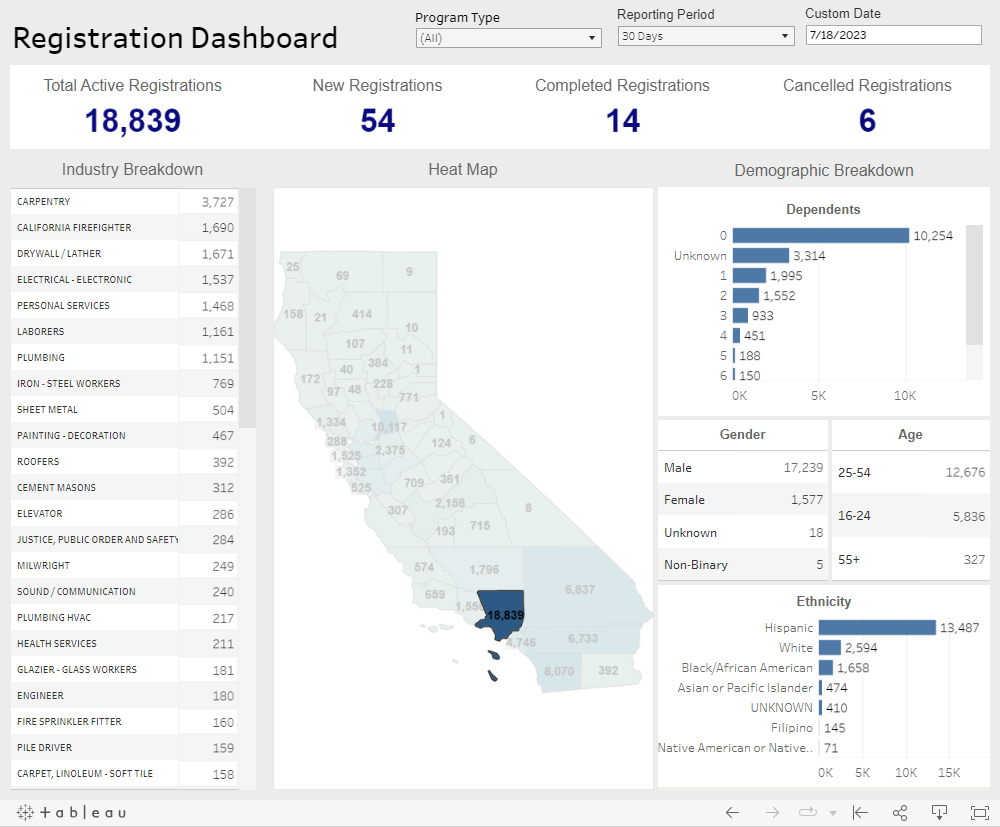 Registration Dashboard
Program Type
(All)
Reporting Period
30 Days
Custom Date
7/18/2023
Total Active Registrations
18,839
New Registrations
54
Completed Registrations
14
Cancelled Registrations
6
Industry Breakdown
CARPENTRY 3,727
CALIFORNIA FIREFIGHTER 1,690
DRYWALL / LATHER 1,671
ELECTRICAL - ELECTRONIC 1,537
PERSONAL SERVICES 1,468
LABORERS 1,161
PLUMBING 1,151
IRON - STEEL WORKERS 769
SHEET METAL 504
PAINTING - DECORATION 467
ROOFERS 392
CEMENT MASONS 312
ELEVATOR 286
JUSTICE, PUBLIC ORDER AND SAFETY 284
MILWRIGHT 249
SOUND / COMMUNICATION 240
PLUMBING HVAC 217
HEALTH SERVICES 211
GLAZIER - GLASS WORKERS 181
ENGINEER 180
FIRE SPRINKLER FITTER 160
PILE DRIVER 159
CARPET, LINOLEUM - SOFT TILE 158
Heat Map
25
69
9
158
21
414
10
107
11
384
40
1
172
228
97
48
771
1,334
10,117
1
288
124
6
1,525
2,375
1,352
709
361
525
307
2,158
8
193
715
574
1,796
659
6,837
18,839
4,746
6,733
8,070
392
Demographic Breakdown
Dependents
0 10,254
Unknown 3,314
1 1,995
2 1,552
3 933
4 451
5 188
6 150
0K 5K 10K
Gender
Male 17,239
Female 1,577
Unknown 18
Non-Binary 5
Age
25-54 12,676
16-24 5,836
55+ 327
Ethnicity
Hispanic 13,487
White 2,594
Black/African American 1,658
Asian or Pacific Islander 474
UNKNOWN 410
Filipino 145
Native American or Native.. 71
0K 5K 10K 15K
+ a b l e a u